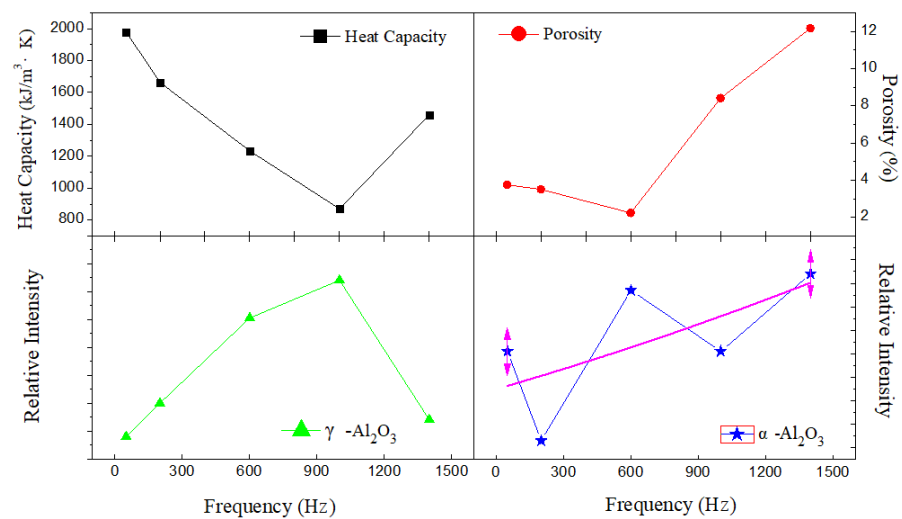 Heat Capacity (kJ/m³· K)
2000
1800
1600
1400
1200
1000
800
Heat Capacity
Porosity
12
10
8
6
4
2
Porosity (%)
Relative Intensity
γ -Al₂O₃
α -Al₂O₃
Relative Intensity
0 300 600 900 1200 1500
0 300 600 900 1200 1500
Frequency (Hz)
Frequency (Hz)